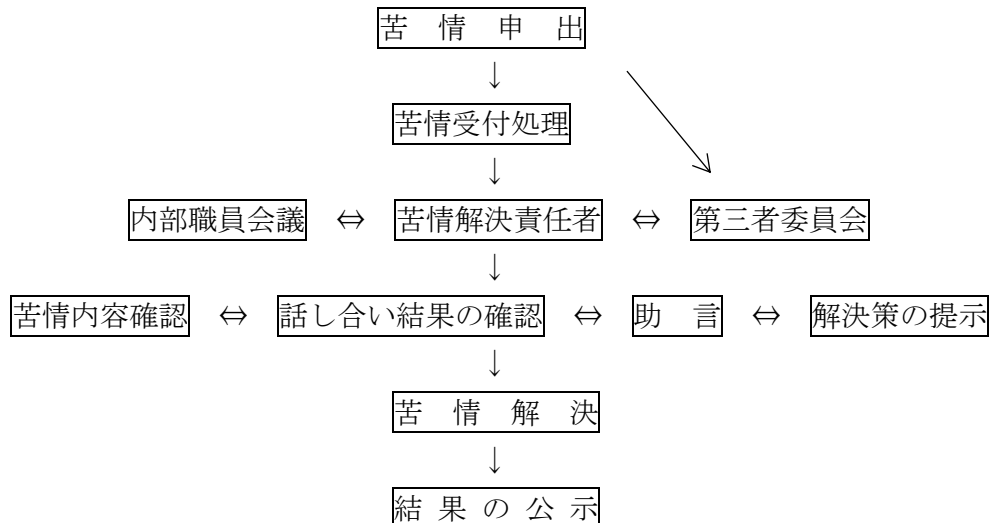 苦　情　申　出
↓
苦情受付処理
↓
内部職員会議　⇔　苦情解決責任者　⇔　第三者委員会
↓
苦情内容確認　⇔　話し合い結果の確認　⇔　助　言　⇔　解決策の提示
↓
苦　情　解　決
↓
結 果 の 公 示